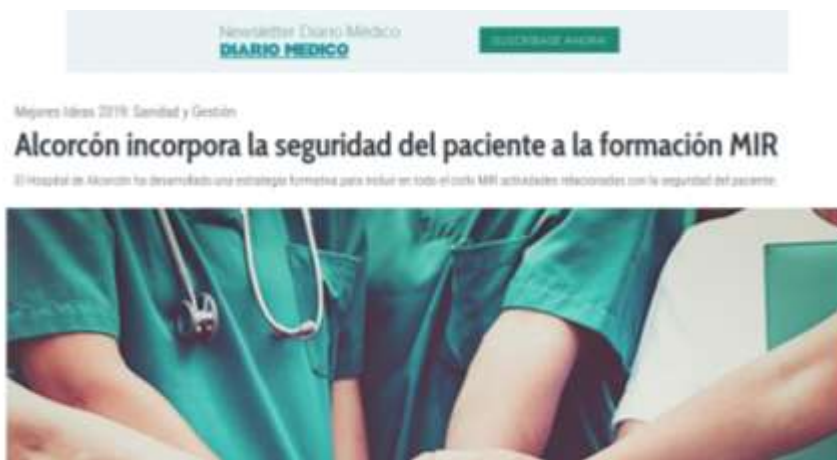 Newsletter Diario Médico
DIARIO MEDICO
SUSCRÍBASE AHORA
Mejores Ideas 2019: Sanidad y Gestión
Alcorcón incorpora la seguridad del paciente a la formación MIR
El Hospital de Alcorcón ha desarrollado una estrategia formativa para incluir en todo el ciclo MIR actividades relacionadas con la seguridad del paciente.